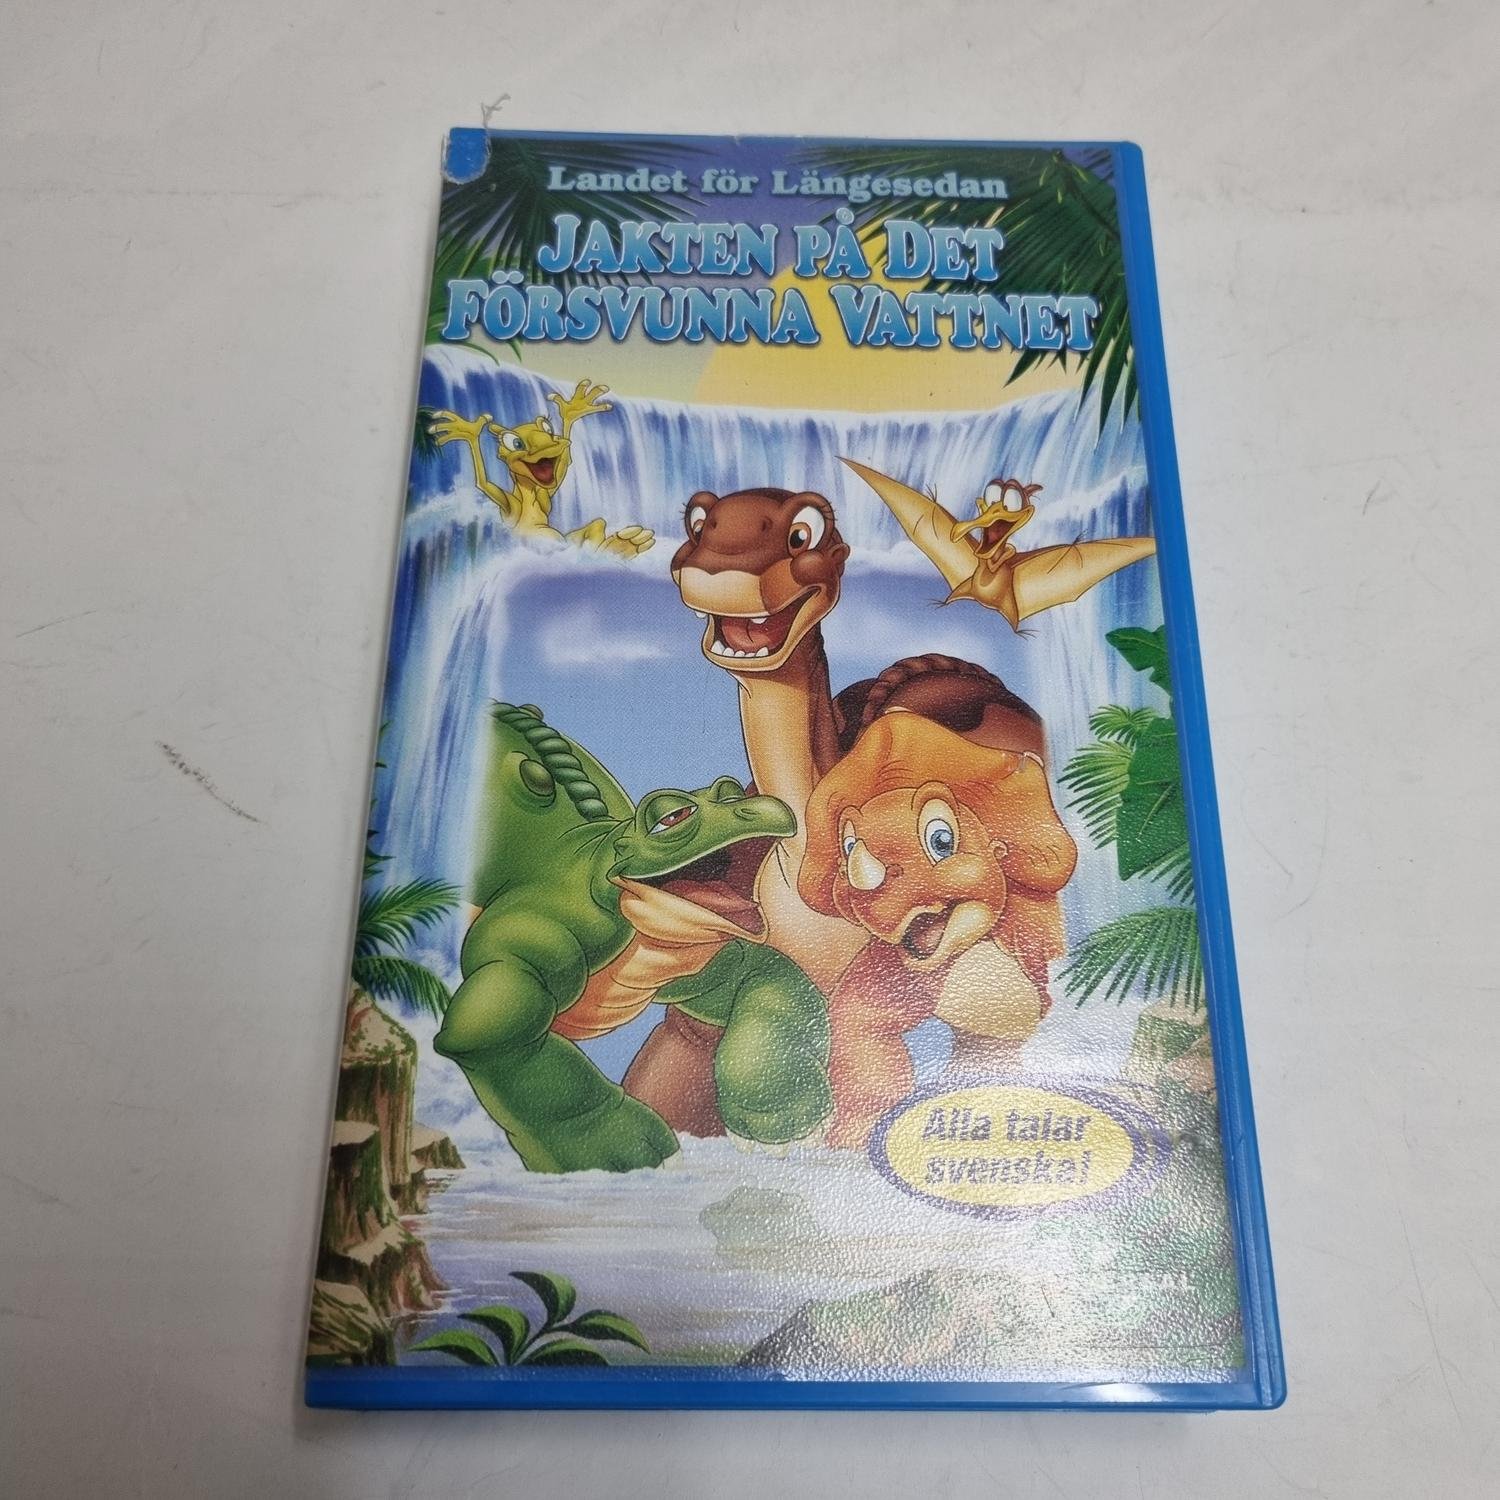 Landet för Längesedan
JAKTEN PÅ DET
FÖRSVUNNA VATTNET
Alla talar
svenska!